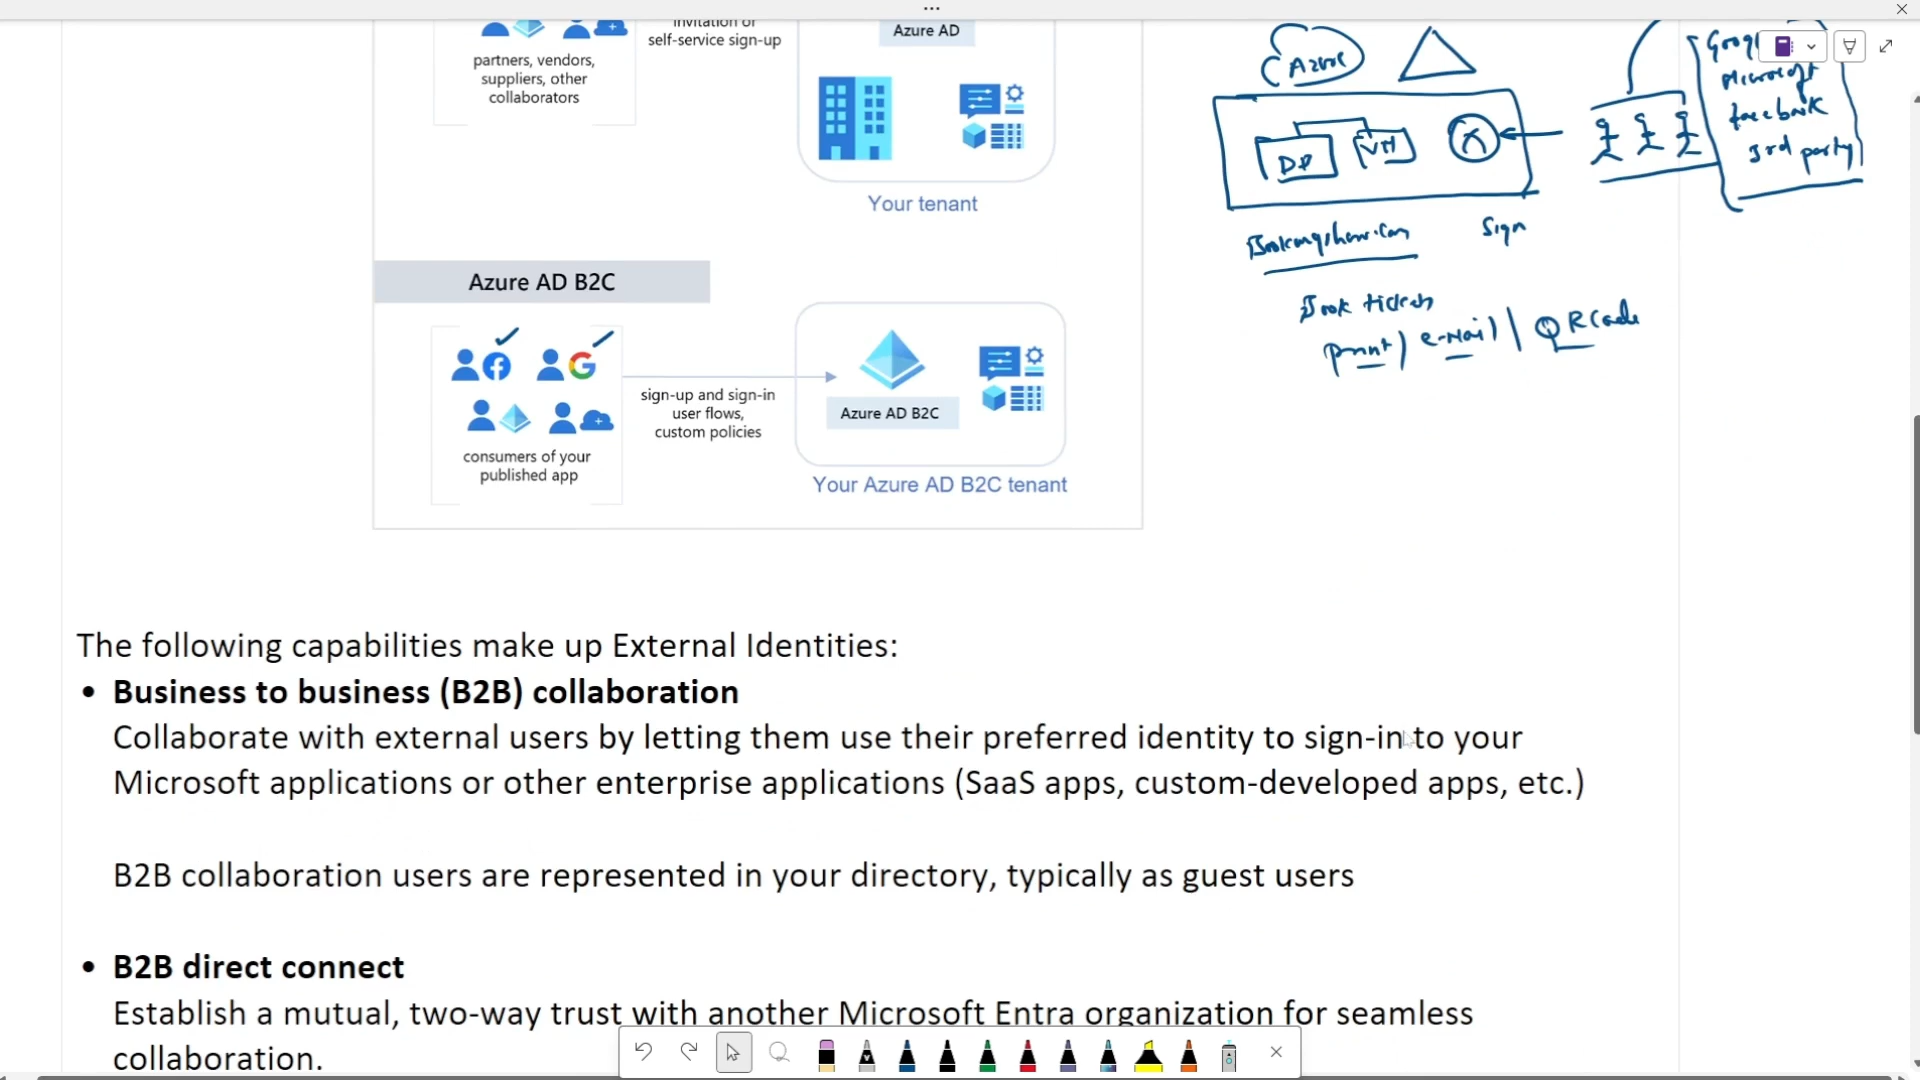 invitation or
self-service sign-up
Azure AD
partners, vendors,
suppliers, other
collaborators
Your tenant
Azure
DB
VM
Microsoft
facebook
3rd party
Sign
Book tickets
print) e-mail | QR Code
Azure AD B2C
sign-up and sign-in
user flows,
custom policies
Azure AD B2C
consumers of your
published app
Your Azure AD B2C tenant
The following capabilities make up External Identities:
• Business to business (B2B) collaboration
Collaborate with external users by letting them use their preferred identity to sign-in to your
Microsoft applications or other enterprise applications (SaaS apps, custom-developed apps, etc.)
B2B collaboration users are represented in your directory, typically as guest users
• B2B direct connect
Establish a mutual, two-way trust with another Microsoft Entra organization for seamless
collaboration.